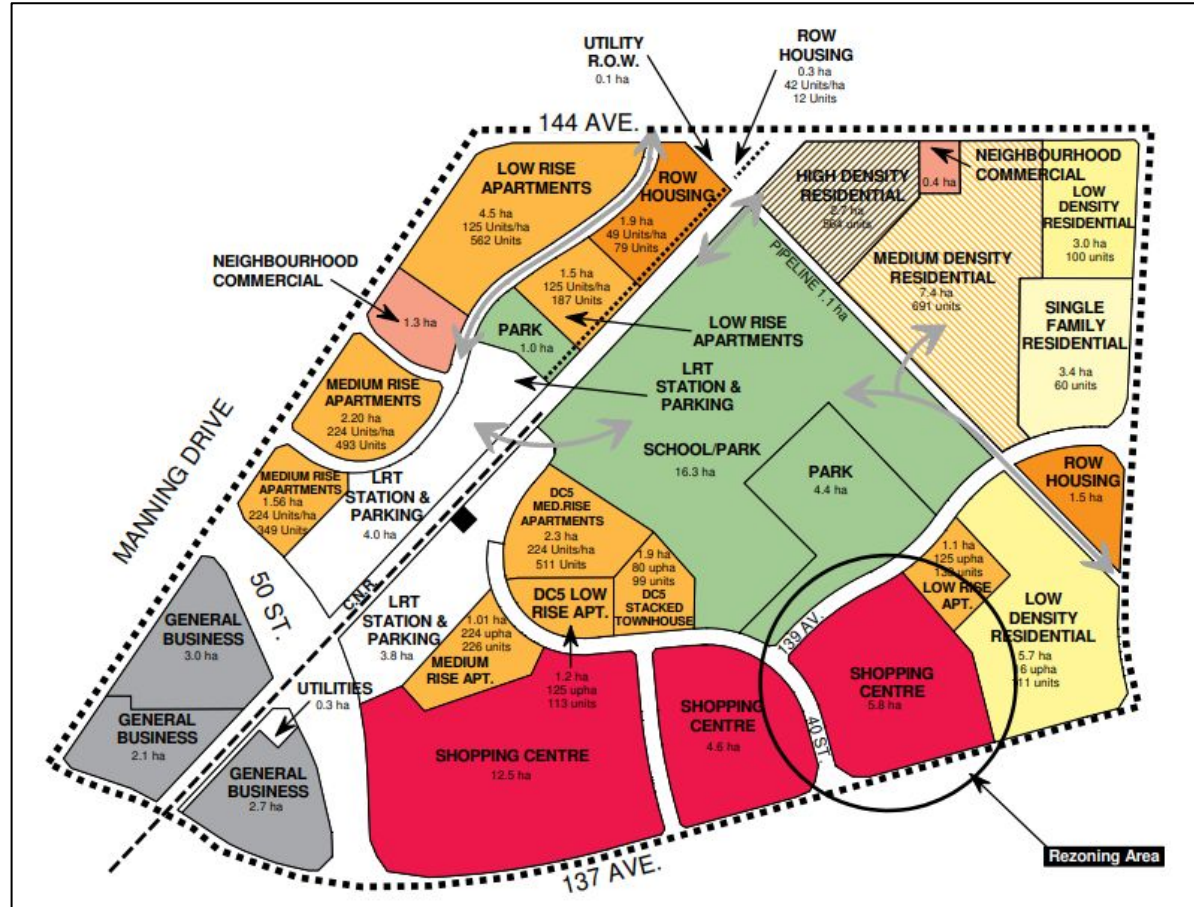 UTILITY
R.O.W.
0.1 ha
ROW
HOUSING
0.3 ha
42 Units/ha
12 Units
144 AVE.
LOW RISE
APARTMENTS
4.5 ha
125 Units/ha
562 Units
ROW
HOUSING
1.9 ha
49 Units/ha
79 Units
HIGH DENSITY
RESIDENTIAL
2.7 ha
564 units
0.4 ha
NEIGHBOURHOOD
COMMERCIAL
LOW
DENSITY
RESIDENTIAL
3.0 ha
100 units
NEIGHBOURHOOD
COMMERCIAL
1.3 ha
1.5 ha
125 Units/ha
187 Units
PARK
1.0 ha
LOW RISE
APARTMENTS
PIPELINE 1.1 ha
MEDIUM DENSITY
RESIDENTIAL
7.4 ha
691 units
SINGLE
FAMILY
RESIDENTIAL
3.4 ha
60 units
LRT
STATION &
PARKING
MEDIUM RISE
APARTMENTS
2.20 ha
224 Units/ha
493 Units
MANNING DRIVE
MEDIUM RISE
APARTMENTS
1.56 ha
224 Units/ha
349 Units
LRT
STATION &
PARKING
4.0 ha
SCHOOL/PARK
16.3 ha
PARK
4.4 ha
ROW
HOUSING
1.5 ha
DC5
MED.RISE
APARTMENTS
2.3 ha
224 Units/ha
511 Units
1.9 ha
80 upha
99 units
DC5
STACKED
TOWNHOUSE
1.1 ha
125 upha
units
LOW RISE
APT.
50 ST.
C.N.R.
GENERAL
BUSINESS
3.0 ha
LRT
STATION &
PARKING
3.8 ha
1.01 ha
224 upha
226 units
MEDIUM
RISE APT.
DC5 LOW
RISE APT.
1.2 ha
125 upha
113 units
139 AV.
LOW
DENSITY
RESIDENTIAL
5.7 ha
16 upha
111 units
UTILITIES
0.3 ha
GENERAL
BUSINESS
2.1 ha
GENERAL
BUSINESS
2.7 ha
SHOPPING CENTRE
12.5 ha
SHOPPING
CENTRE
4.6 ha
40 ST.
SHOPPING
CENTRE
5.8 ha
137 AVE.
Rezoning Area